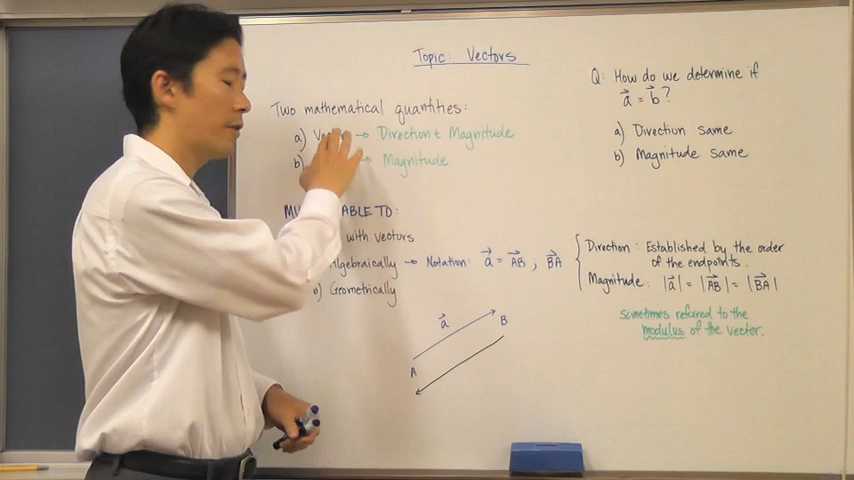 Topic: Vectors
Two mathematical quantities:
a) → Direction & Magnitude
b) → Magnitude
ABLE TO:
with vectors
Algebraically → Notation: a⃗ = A⃗B⃗ ; B⃗A⃗
b) Geometrically
a⃗
A
B
Q: How do we determine if
a⃗ = b⃗ ?
a) Direction same
b) Magnitude same
Direction: Established by the order
of the endpoints.
Magnitude: |a⃗| = |A⃗B⃗| = |B⃗A⃗|
sometimes referred to the
modulus of the vector.